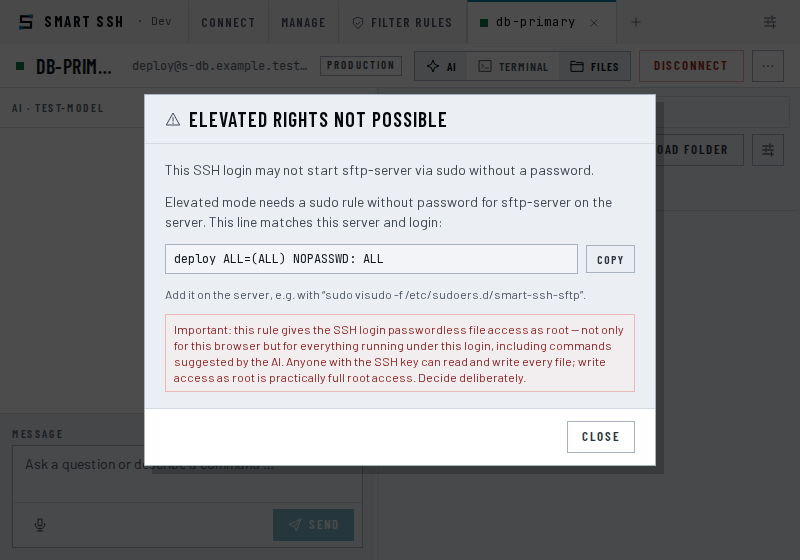 SMART SSH · Dev CONNECT MANAGE FILTER RULES db-primary × +
DB-PRIM... deploy@s-db.example.test… PRODUCTION AI TERMINAL FILES DISCONNECT ...
AI · TEST-MODEL
ELEVATED RIGHTS NOT POSSIBLE
OAD FOLDER
This SSH login may not start sftp-server via sudo without a password.
Elevated mode needs a sudo rule without password for sftp-server on the
server. This line matches this server and login:
deploy ALL=(ALL) NOPASSWD: ALL COPY
Add it on the server, e.g. with "sudo visudo -f /etc/sudoers.d/smart-ssh-sftp".
Important: this rule gives the SSH login passwordless file access as root — not only
for this browser but for everything running under this login, including commands
suggested by the AI. Anyone with the SSH key can read and write every file; write
access as root is practically full root access. Decide deliberately.
CLOSE
MESSAGE
Ask a question or describe a command ...
SEND